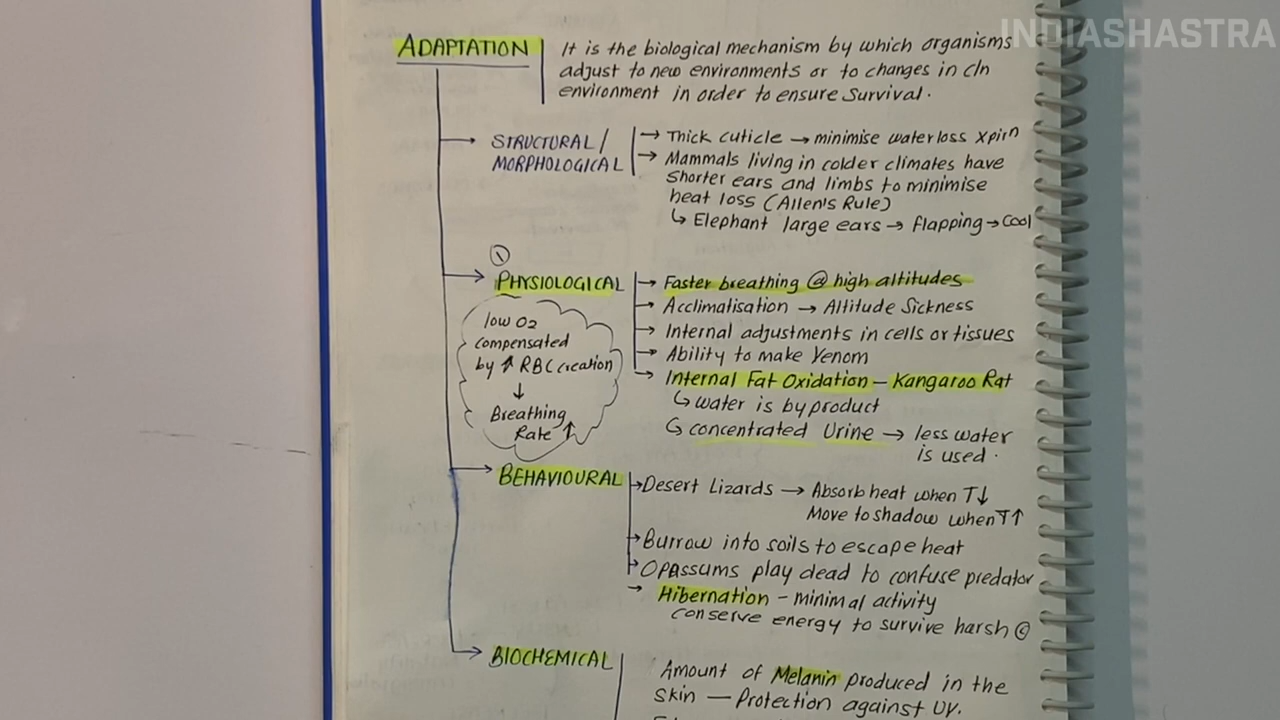 INDIASHASTRA
ADAPTATION
It is the biological mechanism by which organisms
adjust to new environments or to changes in c/n
environment in order to ensure survival.
STRUCTURAL /
MORPHOLOGICAL
→ Thick cuticle → minimise water loss xpirn
→ Mammals living in colder climates have
shorter ears and limbs to minimise
heat loss (Allen's Rule)
↳ Elephant large ears → flapping → Cool
①
PHYSIOLOGICAL
→ Faster breathing @ high altitudes
→ Acclimalisation → Altitude Sickness
→ Internal adjustments in cells or tissues
→ Ability to make Venom
→ Internal Fat Oxidation – Kangaroo Rat
↳ water is byproduct
↳ concentrated Urine → less water
is used.
low O2
compensated
by ↑ RBC creation
↓
Breathing
Rate ↑
BEHAVIOURAL
→ Desert Lizards → Absorb heat when T↓
Move to shadow when T↑
→ Burrow into soils to escape heat
→ Opassums play dead to confuse predator
→ Hibernation – minimal activity
conserve energy to survive harsh ©
BIOCHEMICAL
Amount of Melanin produced in the
skin — Protection against UV.